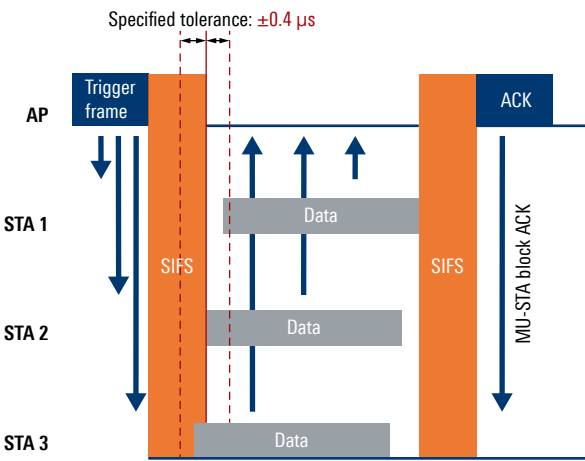 Specified tolerance: ±0.4 µs
Trigger
frame
ACK
AP
STA 1
Data
SIFS
SIFS
MU-STA block ACK
STA 2
Data
STA 3
Data